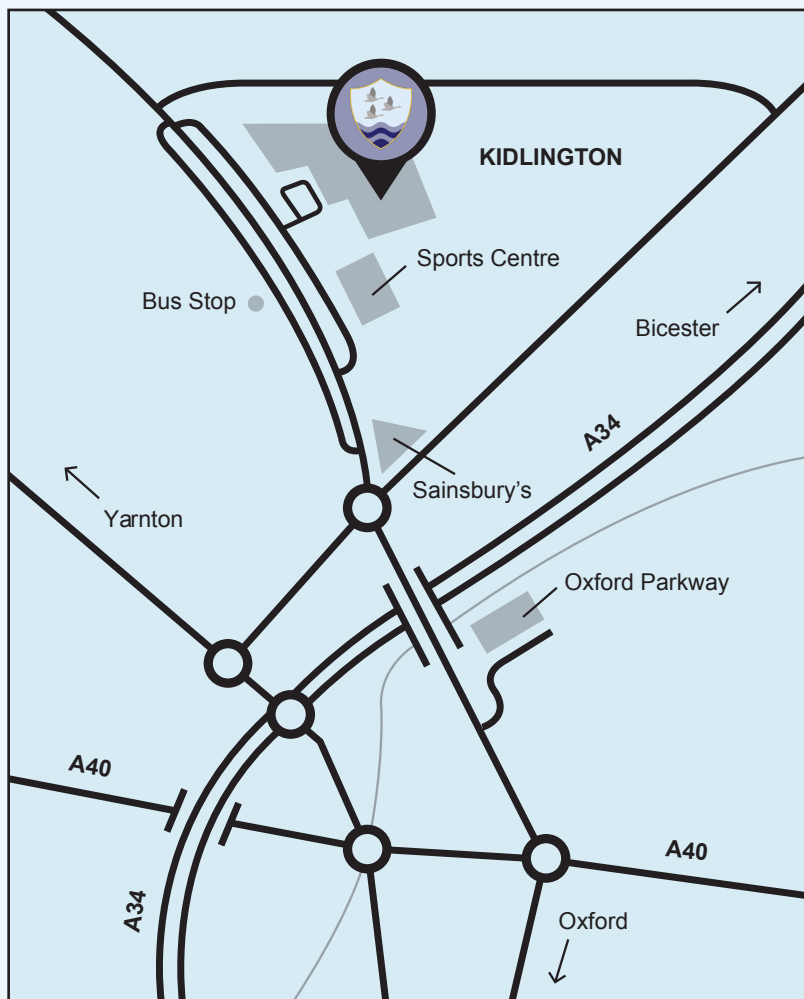 KIDLINGTON
Sports Centre
Bus Stop
Bicester
A34
Sainsbury's
Yarnton
Oxford Parkway
A40
A40
A34
Oxford